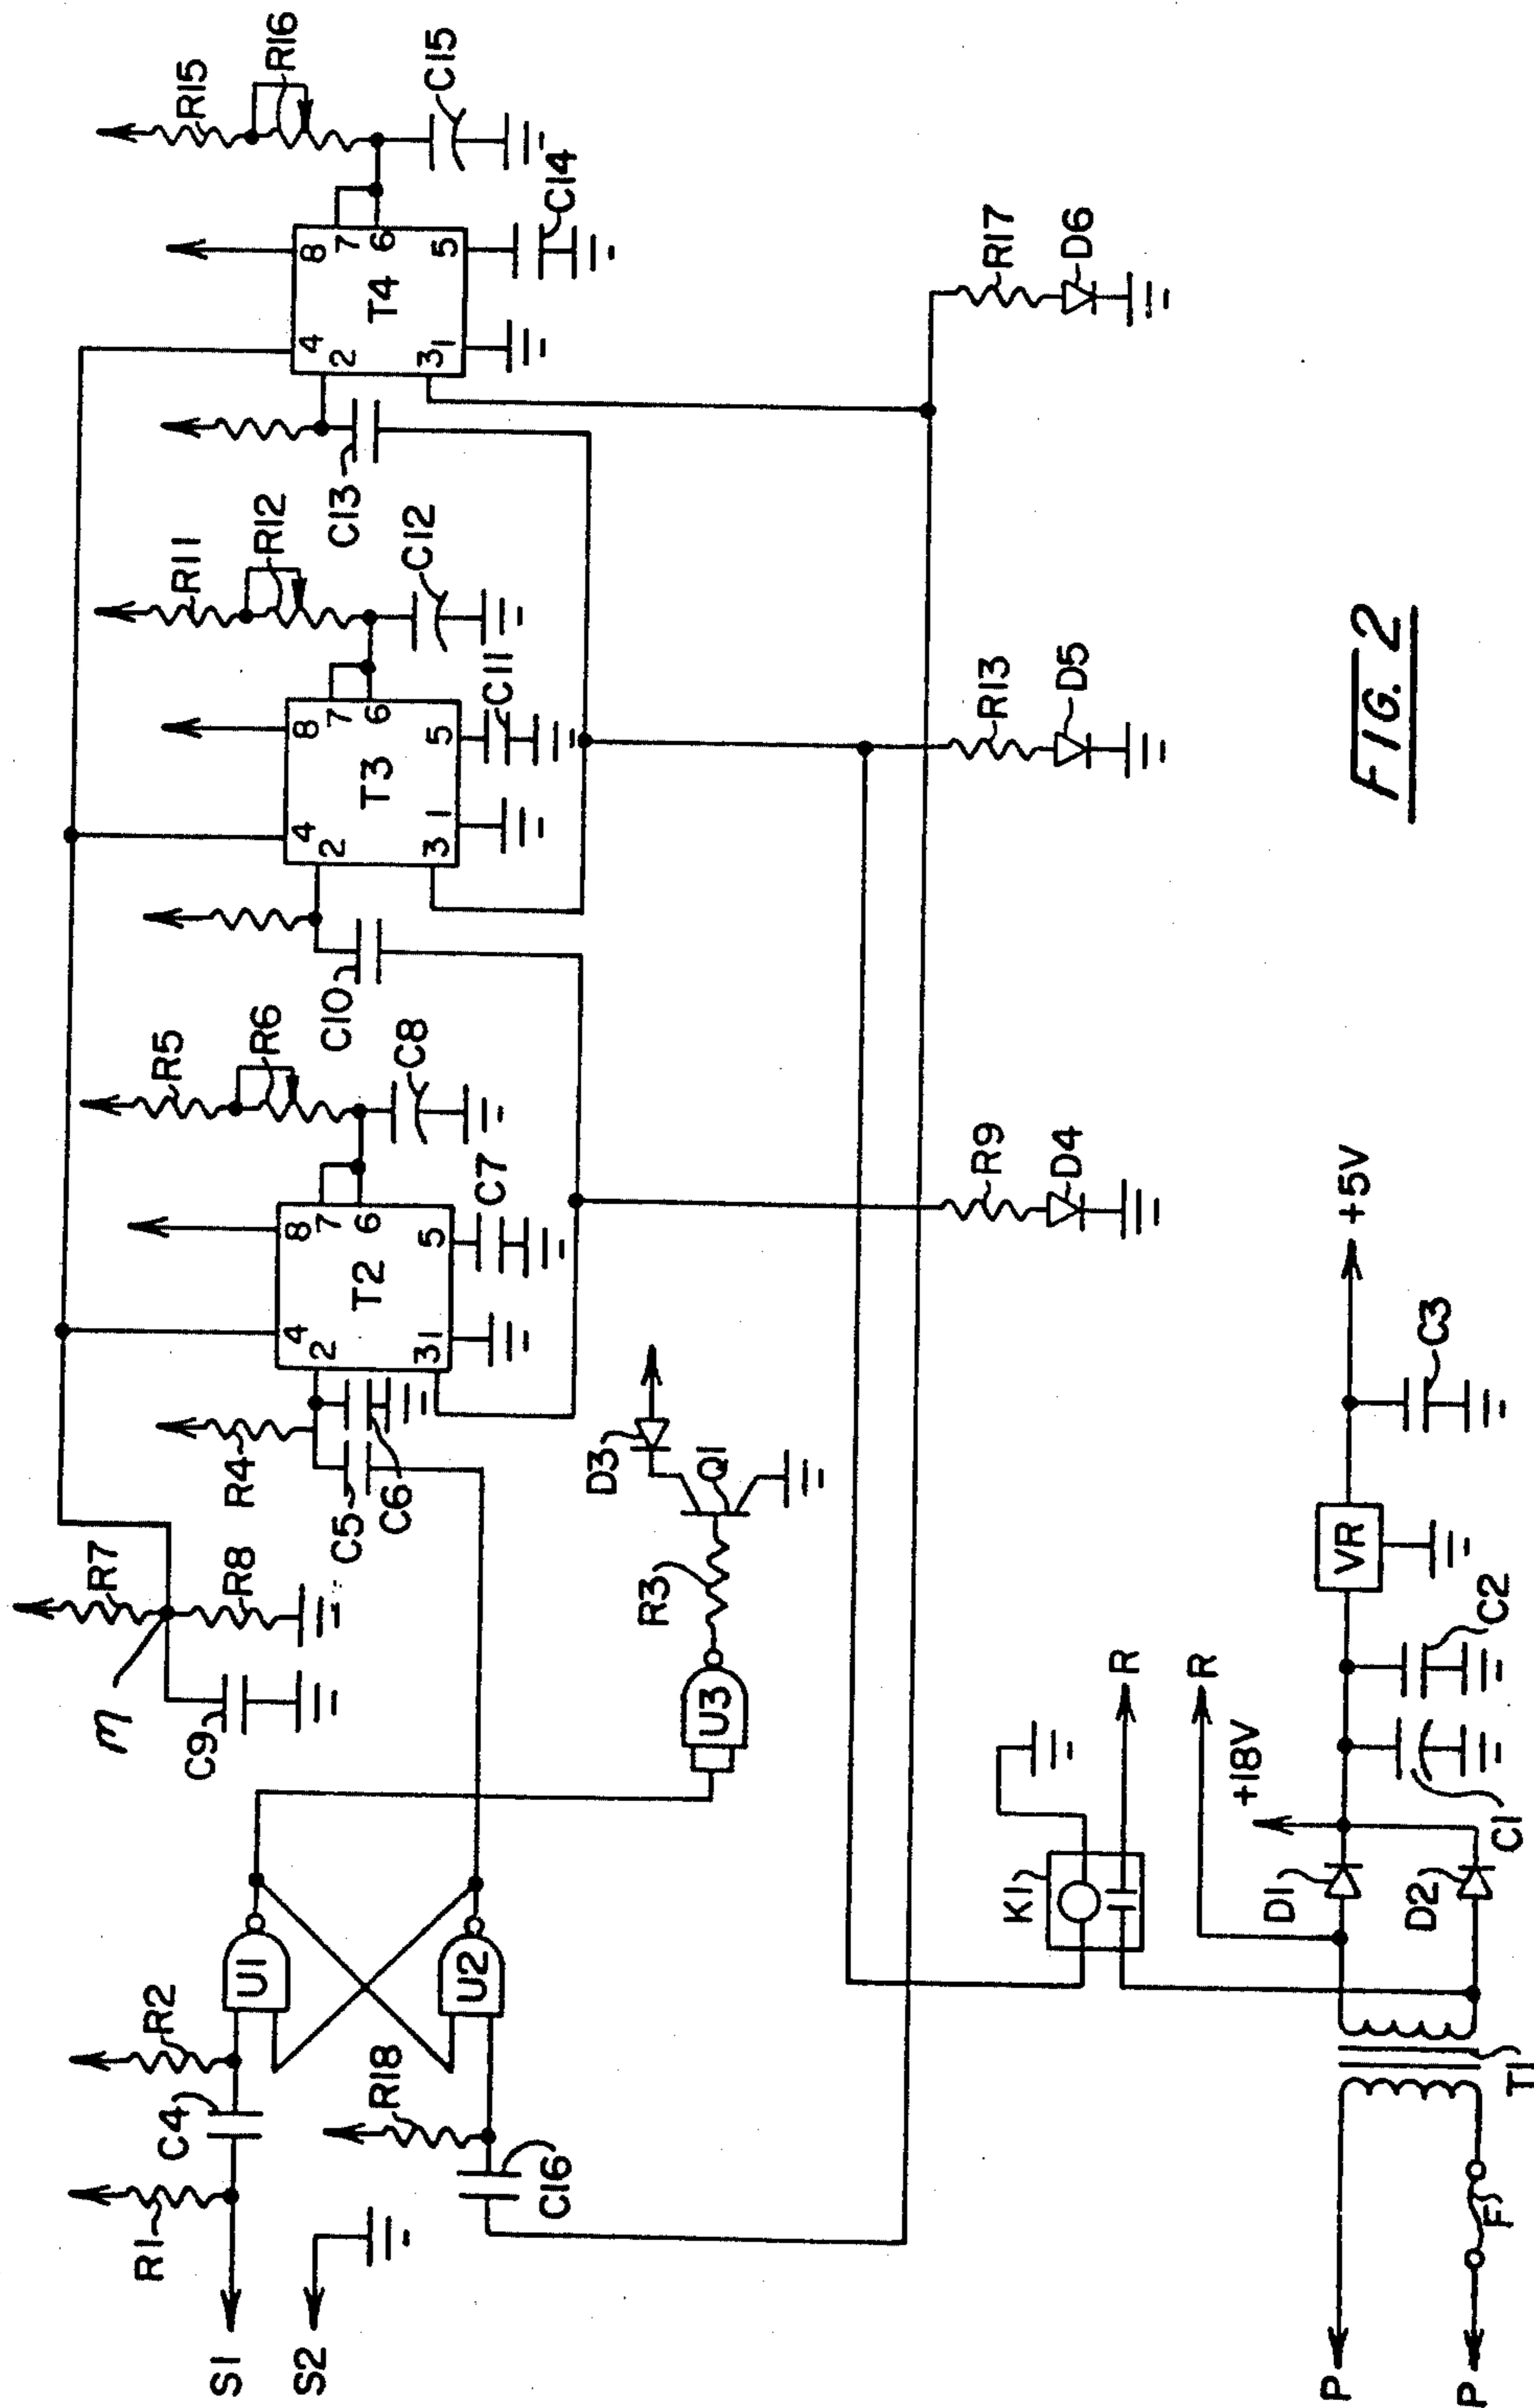 R15
R16
C15
8
7
6
5
4
2
3
1
T4
C14
C13
R17
D6
R11
R12
C12
8
7
6
5
4
2
3
1
T3
C11
C10
R13
D5
R5
R6
C8
8
7
6
5
4
2
3
1
T2
C7
R4
C5
C6
R9
D4
R7
R8
M
C9
D3
Q1
R3
U3
U1
U2
R2
C4
R1
R18
C16
S1
S2
K1
R
R
+18V
+5V
C3
VR
C2
C1
D1
D2
T1
F
P
P
FIG. 2